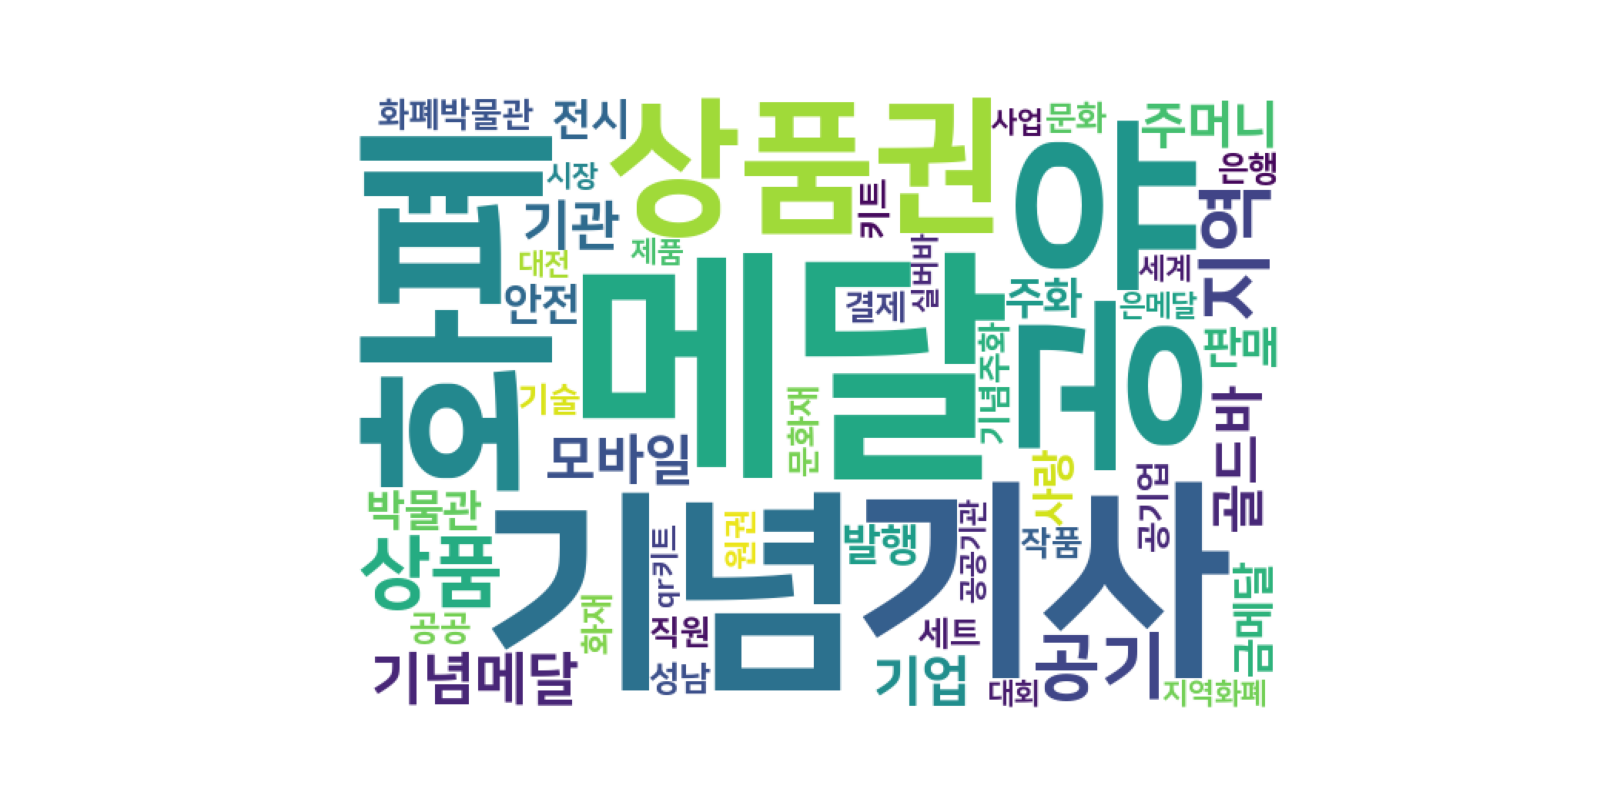 화폐박물관
전시
상품권
사업
문화
주머니
은행
시장
화폐
기관
키트
공유
지역
제품
대전
실버바
세계
안전
메달
결제
주화
은메달
기념주화
판매
기술
문화재
골드바
모바일
사랑
공기업
박물관
기념
기사
상품
원권
qr키트
발행
공공기관
작품
금메달
공공
화재
직원
세트
공기
기념메달
성남
기업
대회
지역화폐